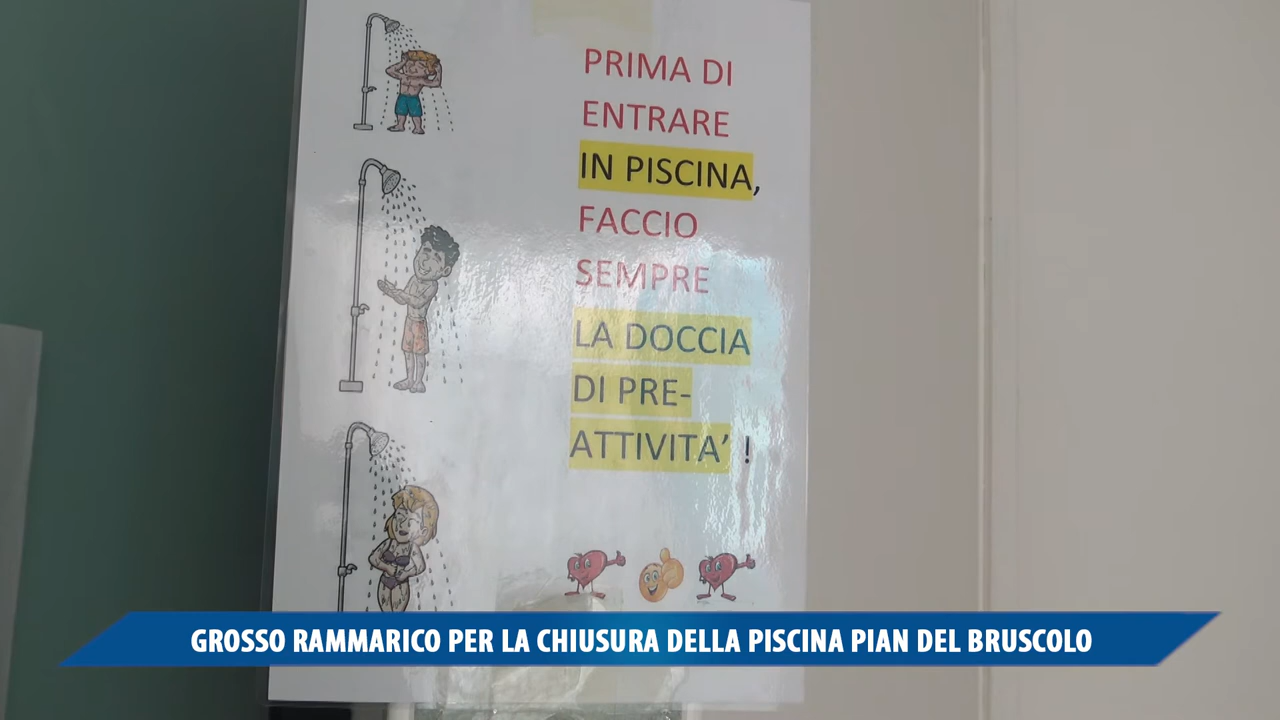 PRIMA DI
ENTRARE
IN PISCINA,
FACCIO
SEMPRE
LA DOCCIA
DI PRE-
ATTIVITA’ !
GROSSO RAMMARICO PER LA CHIUSURA DELLA PISCINA PIAN DEL BRUSCOLO